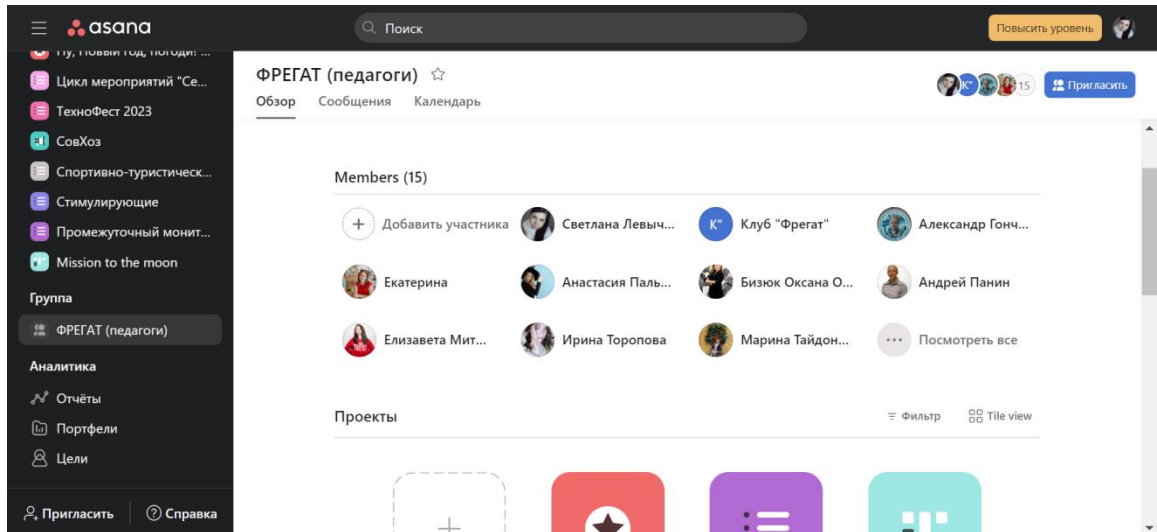 asana
Поиск
Повысить уровень
Ну, Новый год, погоди! ...
Цикл мероприятий "Се...
ТехноФест 2023
СовХоз
Спортивно-туристическ...
Стимулирующие
Промежуточный монит...
Mission to the moon
Группа
ФРЕГАТ (педагоги)
Аналитика
Отчёты
Портфели
Цели
Пригласить
Справка
ФРЕГАТ (педагоги)
К"
15
Пригласить
Обзор Сообщения Календарь
Members (15)
Добавить участника Светлана Левыч... К" Клуб "Фрегат" Александр Гонч...
Екатерина Анастасия Паль... Бизюк Оксана О... Андрей Панин
Елизавета Мит... Ирина Торопова Марина Тайдон... Посмотреть все
Проекты Фильтр Tile view